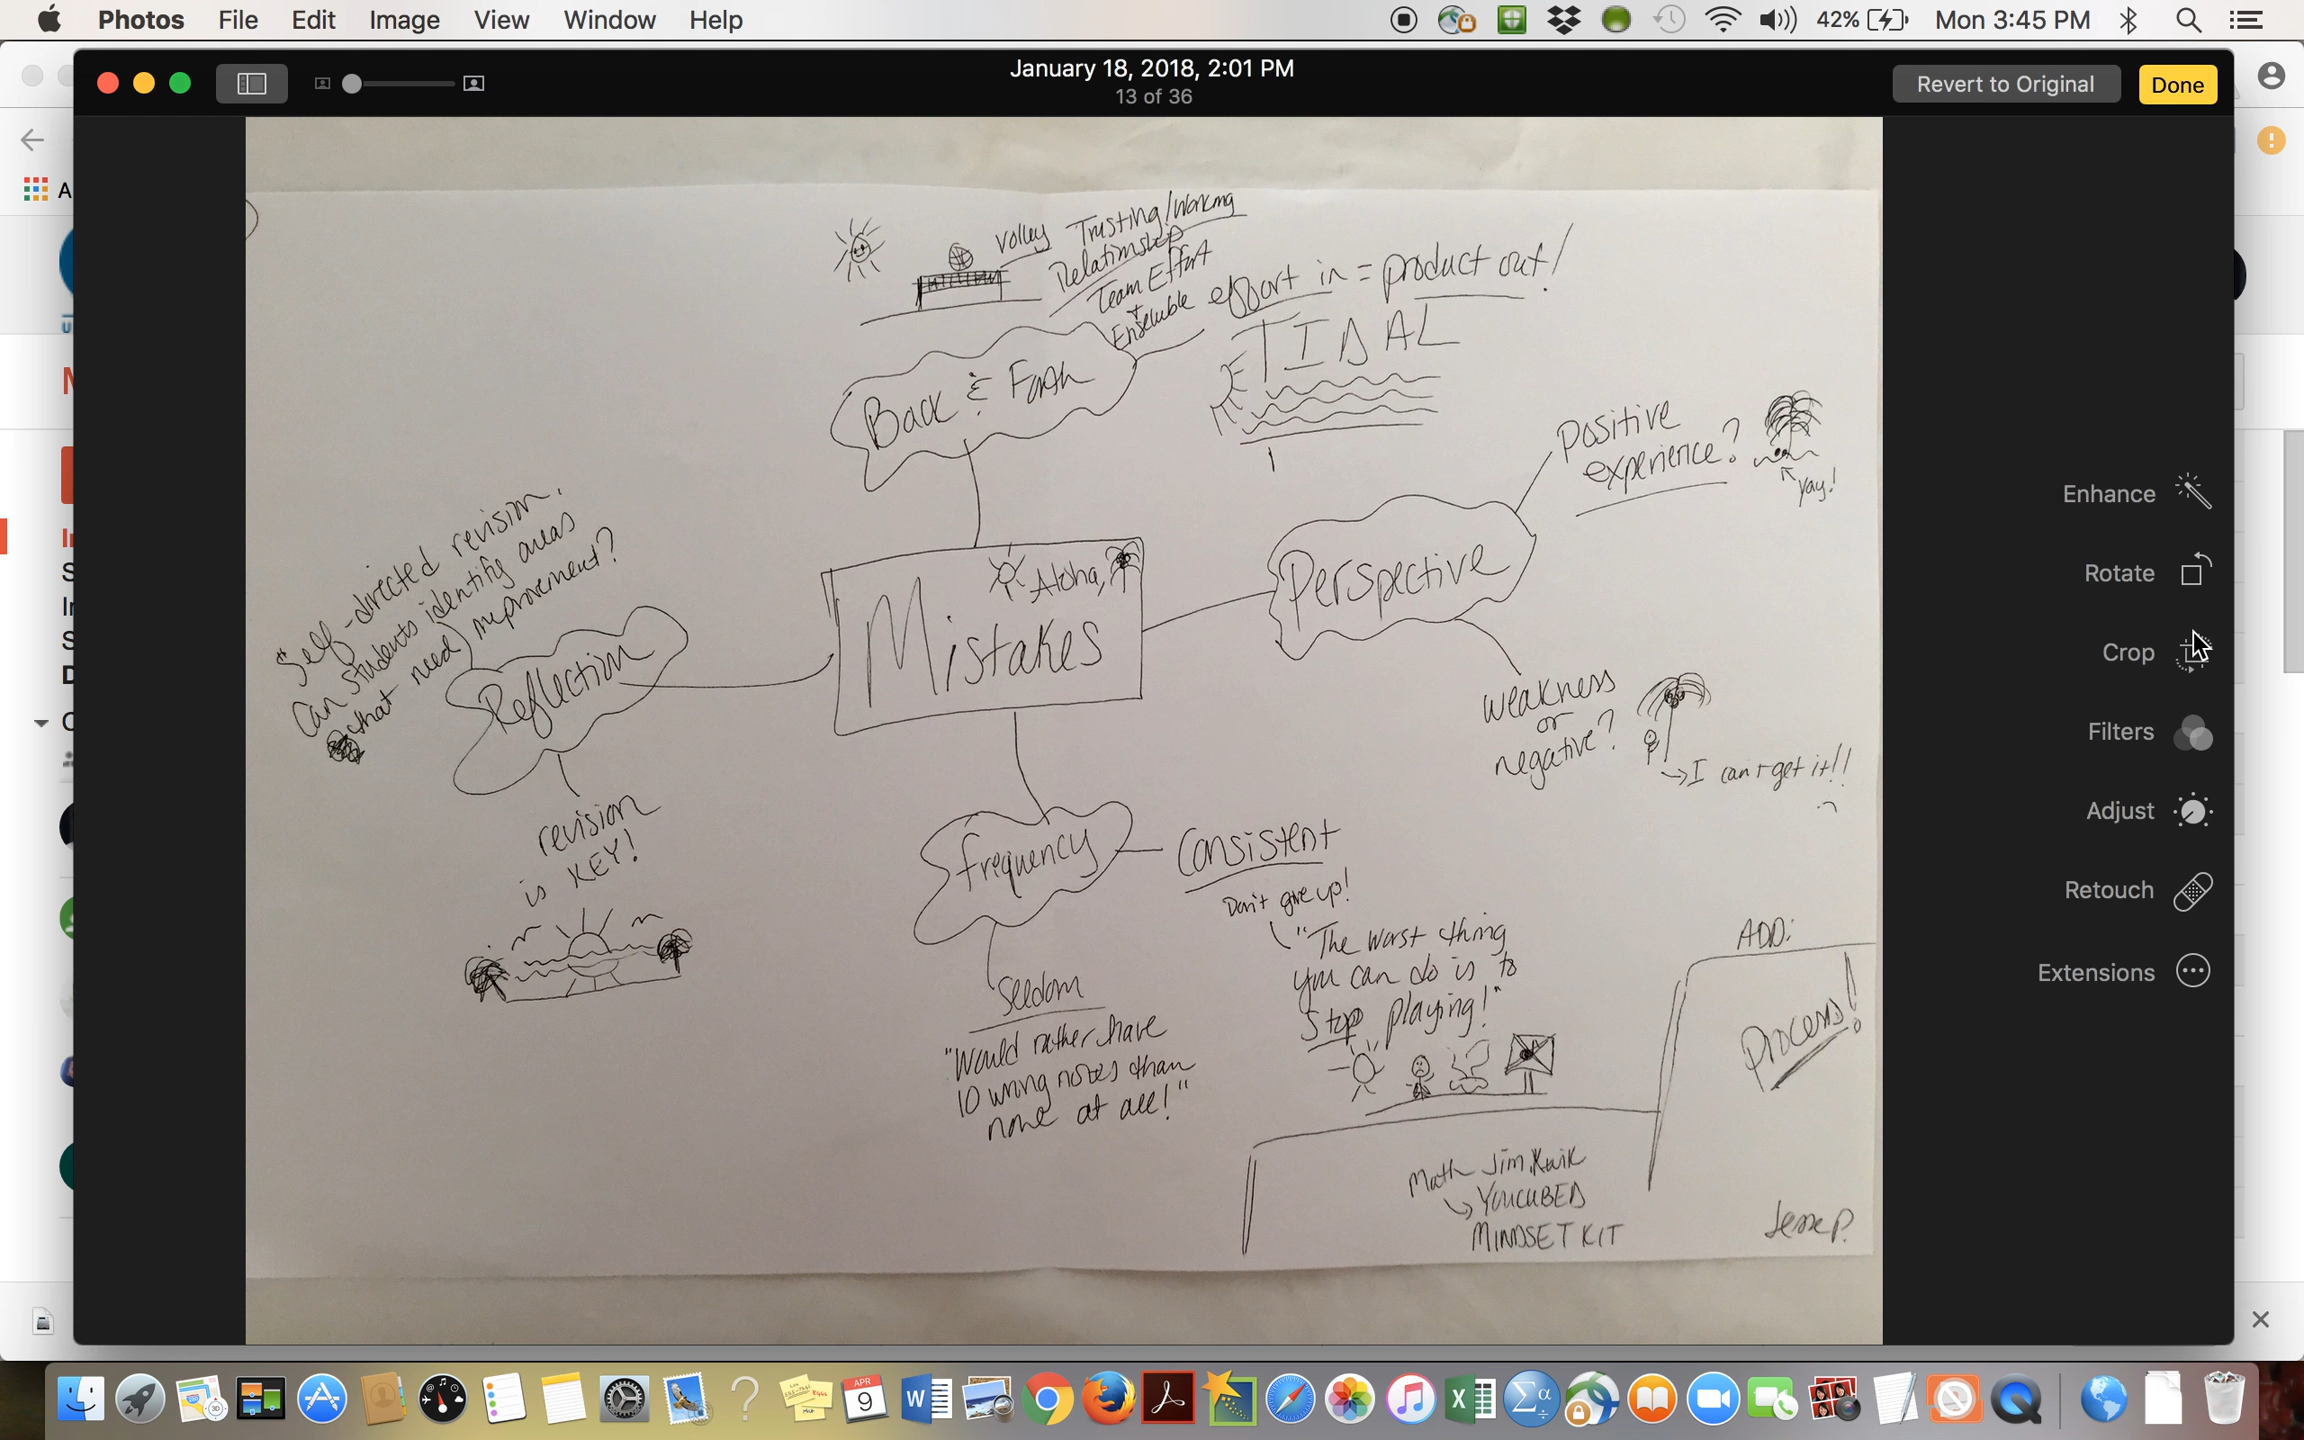 Photos File Edit Image View Window Help
42% Mon 3:45 PM
January 18, 2018, 2:01 PM
13 of 36
Revert to Original
Done
Volley
Trusting/Working
Relationship
Team Effort
+
Ensemble
effort in = product out!
TIDAL
Back & Forth
Positive
experience?
Yay!
Perspective
Weakness
or
negative?
I can't get it!!
Aloha,
Mistakes
"Self-directed revision.
Can students identify areas
that need improvement?
Reflection
revision
is KEY!
frequency
Consistent
Don't give up!
"The worst thing
you can do is to
Stop playing!"
Seldom
"Would rather have
10 wrong notes than
none at all!"
ADD:
Process!
Math Jim Kwik
YOUCUBED
MINDSET KIT
Jesse P.
Enhance
Rotate
Crop
Filters
Adjust
Retouch
Extensions
A
APR
9